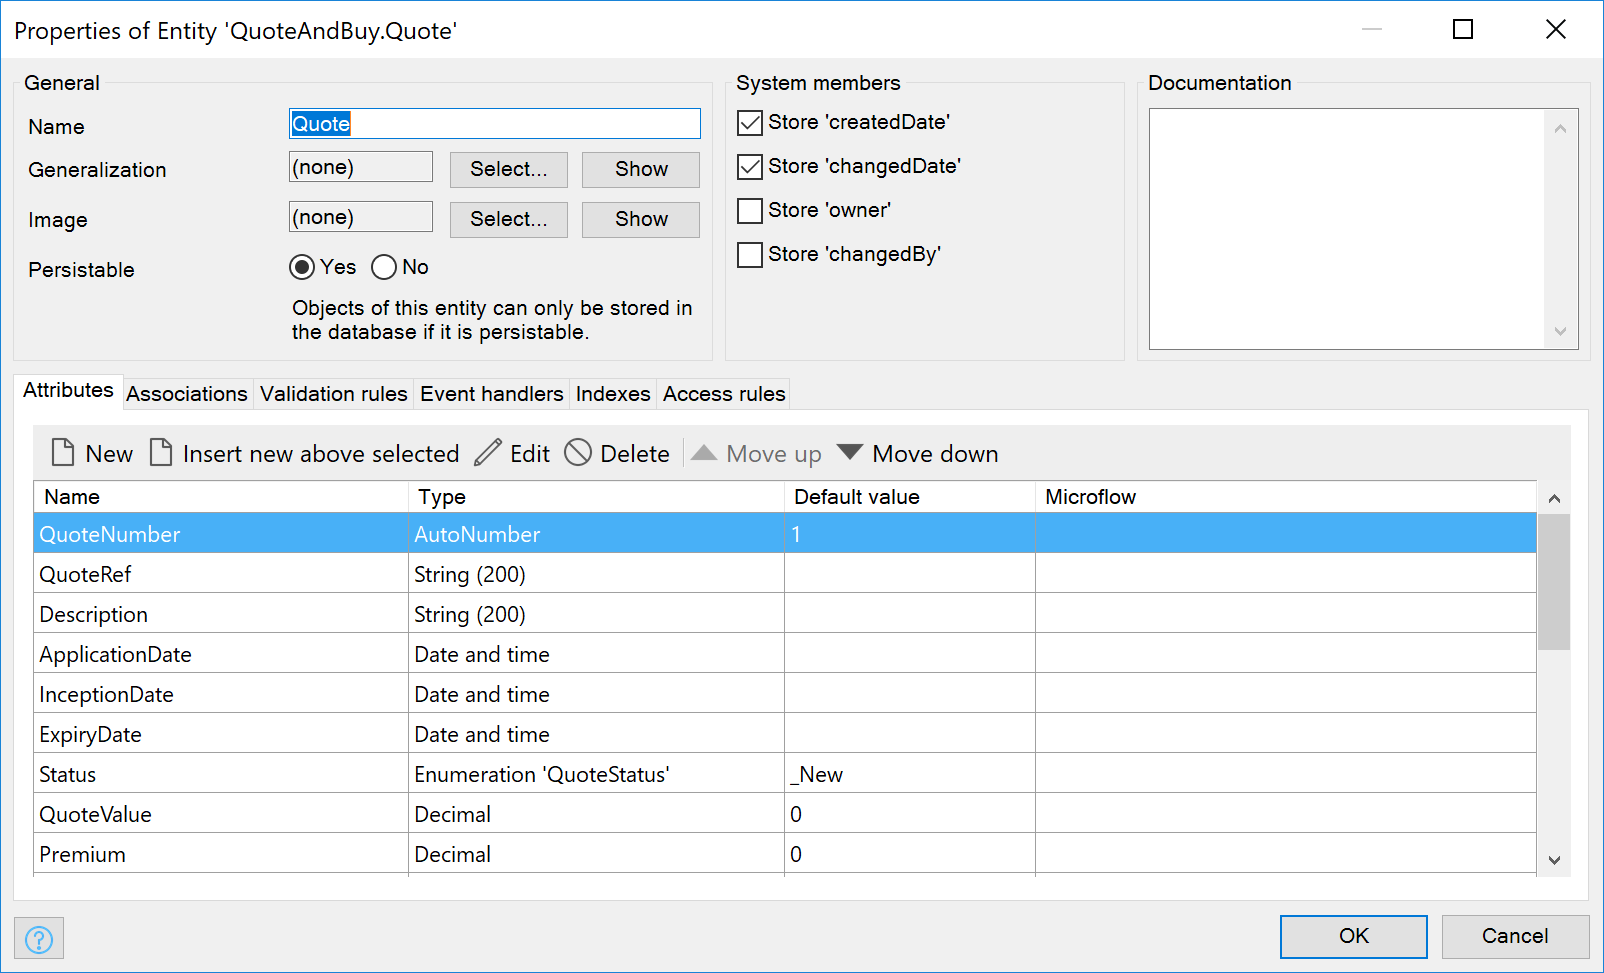 Properties of Entity 'QuoteAndBuy.Quote'
General
Name
Quote
Generalization
(none)
Select...
Show
Image
(none)
Select...
Show
Persistable
Yes
No
Objects of this entity can only be stored in
the database if it is persistable.
System members
Store 'createdDate'
Store 'changedDate'
Store 'owner'
Store 'changedBy'
Documentation
Attributes Associations Validation rules Event handlers Indexes Access rules
New Insert new above selected Edit Delete Move up Move down
Name Type Default value Microflow
QuoteNumber AutoNumber 1
QuoteRef String (200)
Description String (200)
ApplicationDate Date and time
InceptionDate Date and time
ExpiryDate Date and time
Status Enumeration 'QuoteStatus' _New
QuoteValue Decimal 0
Premium Decimal 0
?
OK
Cancel